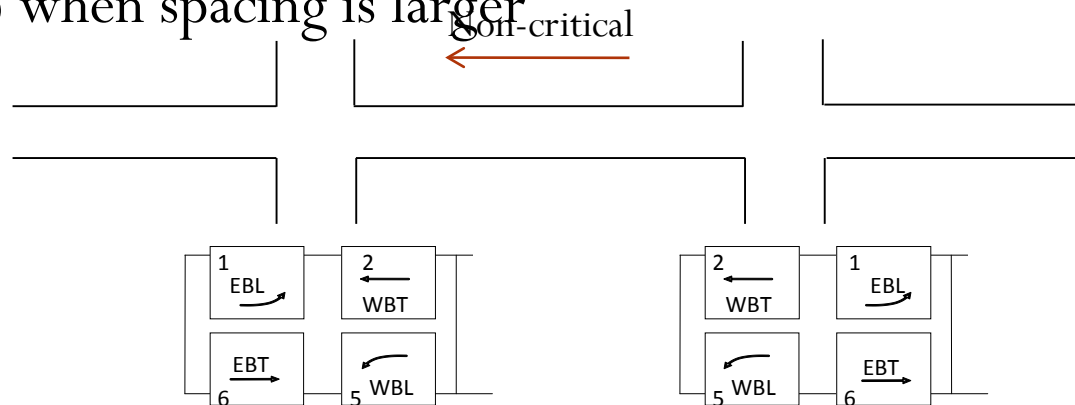 when spacing is larger
Non-critical
1
EBL
2
WBT
2
WBT
1
EBL
EBT
6
5 WBL
5 WBL
EBT
6